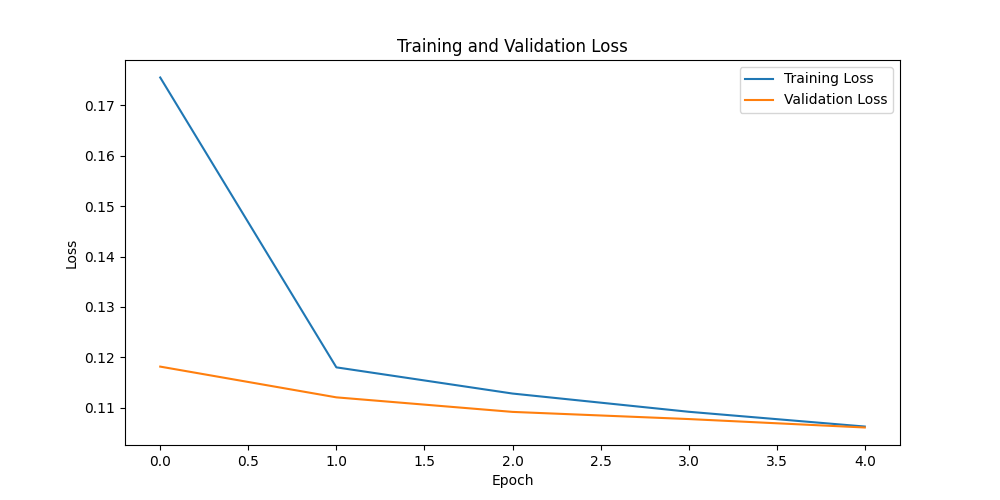 Training and Validation Loss
Training Loss
Validation Loss
0.17
0.16
0.15
0.14
0.13
0.12
0.11
Loss
0.0 0.5 1.0 1.5 2.0 2.5 3.0 3.5 4.0
Epoch